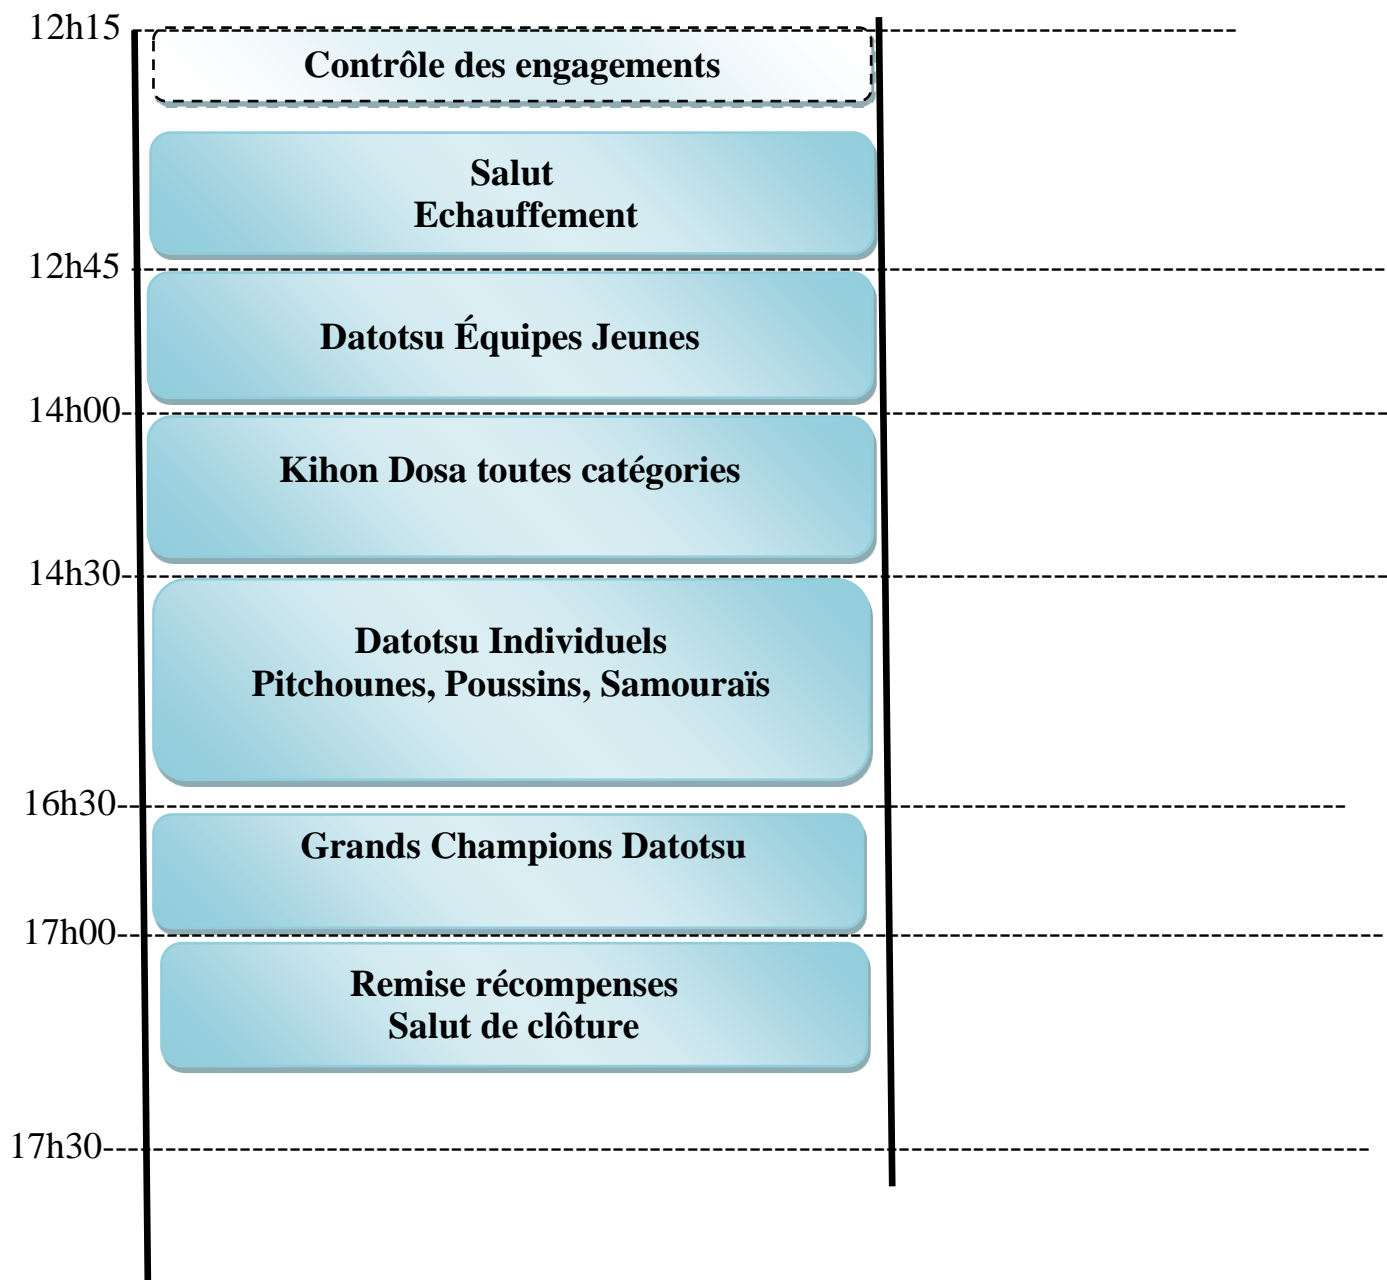 12h15
Contrôle des engagements
Salut
Echauffement
12h45
Datotsu Équipes Jeunes
14h00
Kihon Dosa toutes catégories
14h30
Datotsu Individuels
Pitchounes, Poussins, Samouraïs
16h30
Grands Champions Datotsu
17h00
Remise récompenses
Salut de clôture
17h30